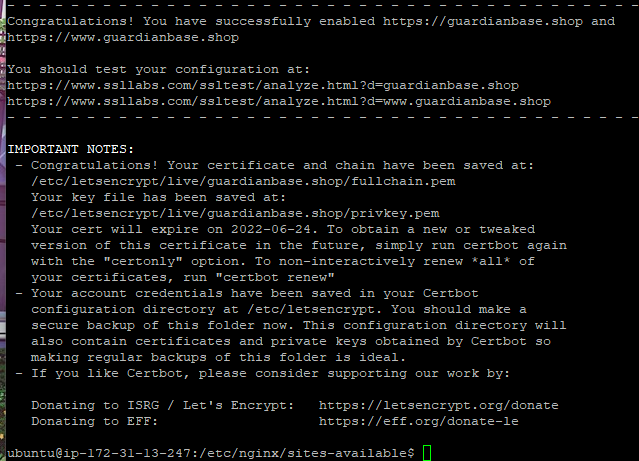 - - - - - - - - - - - - - - - - - - - - - - - - - - - - - - - - - - - - - - - -
Congratulations! You have successfully enabled https://guardianbase.shop and
https://www.guardianbase.shop
You should test your configuration at:
https://www.ssllabs.com/ssltest/analyze.html?d=guardianbase.shop
https://www.ssllabs.com/ssltest/analyze.html?d=www.guardianbase.shop
- - - - - - - - - - - - - - - - - - - - - - - - - - - - - - - - - - - - - - - -
IMPORTANT NOTES:
- Congratulations! Your certificate and chain have been saved at:
/etc/letsencrypt/live/guardianbase.shop/fullchain.pem
Your key file has been saved at:
/etc/letsencrypt/live/guardianbase.shop/privkey.pem
Your cert will expire on 2022-06-24. To obtain a new or tweaked
version of this certificate in the future, simply run certbot again
with the "certonly" option. To non-interactively renew *all* of
your certificates, run "certbot renew"
- Your account credentials have been saved in your Certbot
configuration directory at /etc/letsencrypt. You should make a
secure backup of this folder now. This configuration directory will
also contain certificates and private keys obtained by Certbot so
making regular backups of this folder is ideal.
- If you like Certbot, please consider supporting our work by:
Donating to ISRG / Let's Encrypt:   https://letsencrypt.org/donate
Donating to EFF:                    https://eff.org/donate-le
ubuntu@ip-172-31-13-247:/etc/nginx/sites-available$